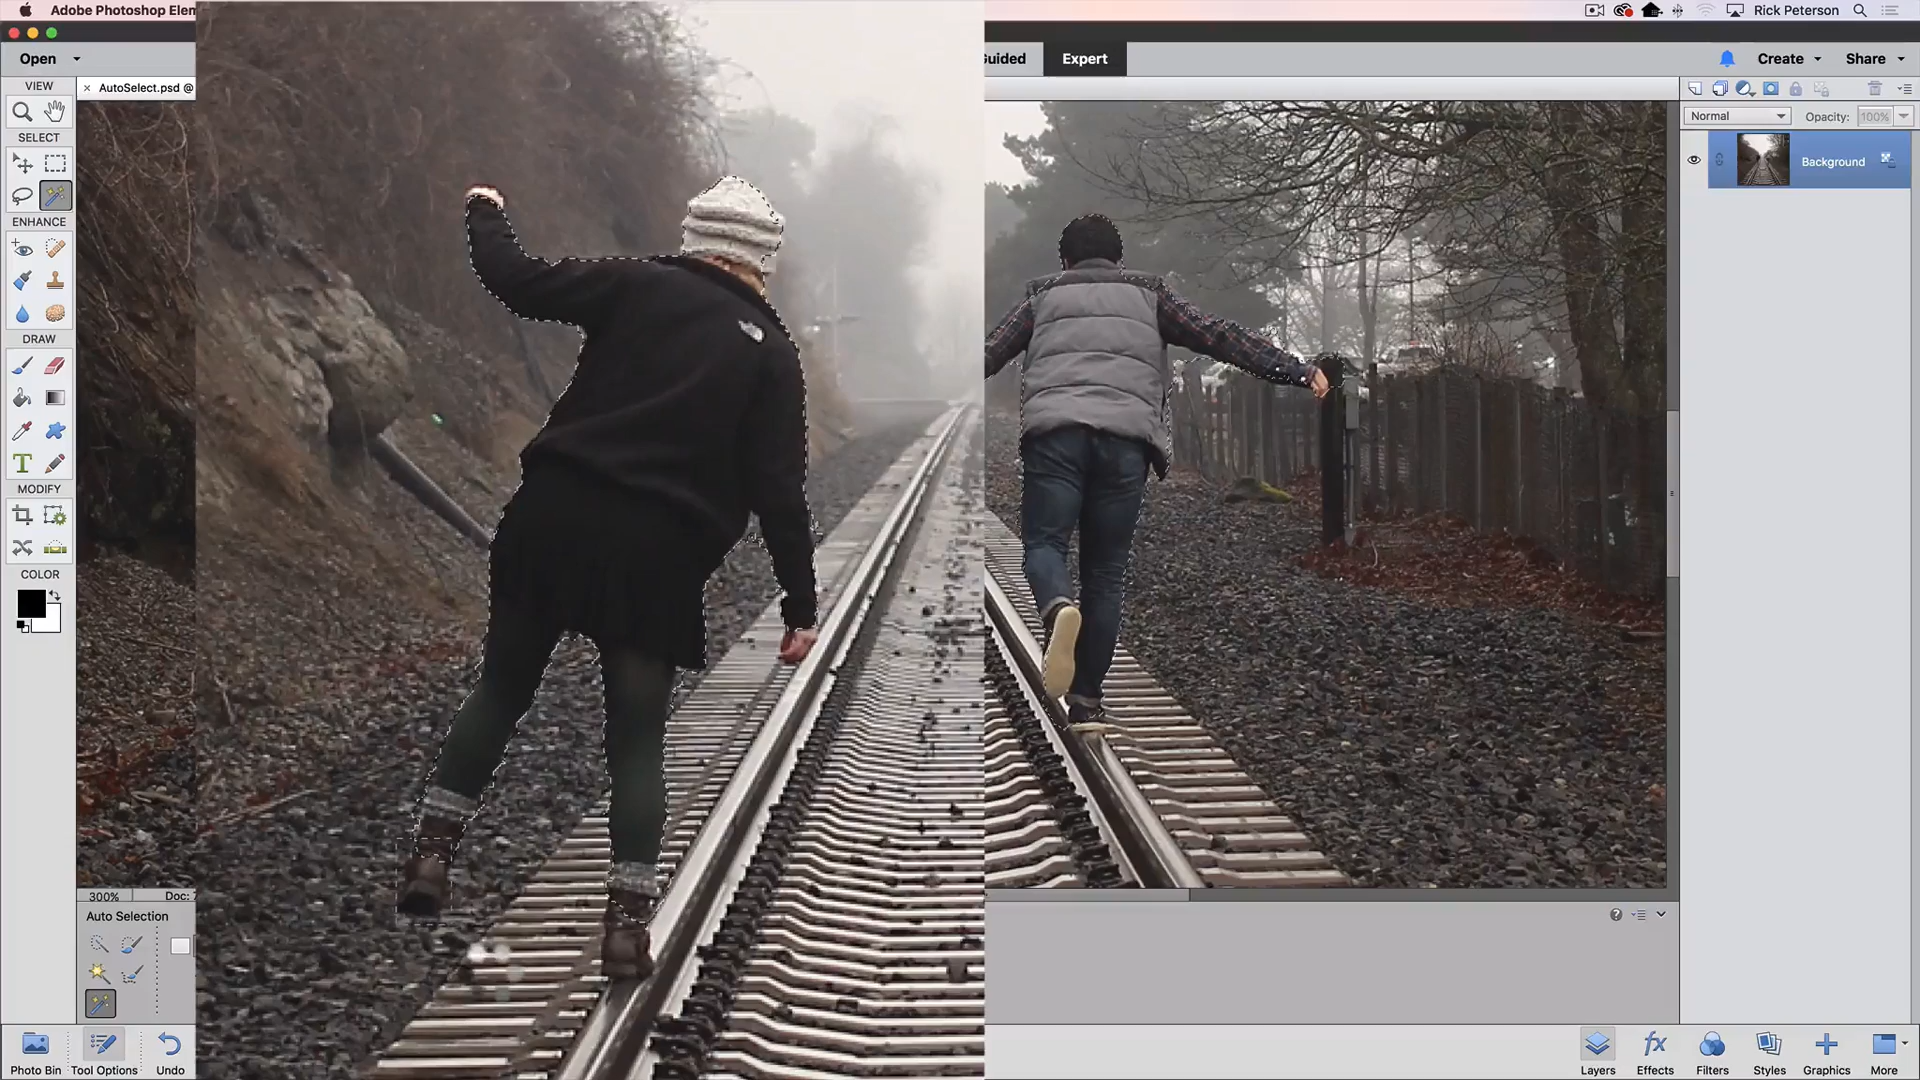 Adobe Photoshop Elem
Rick Peterson
Open
Guided
Expert
Create
Share
VIEW
AutoSelect.psd @
Normal
Opacity: 100%
SELECT
Background
ENHANCE
DRAW
MODIFY
COLOR
300%
Doc:
Auto Selection
Photo Bin
Tool Options
Undo
Layers
Effects
Filters
Styles
Graphics
More